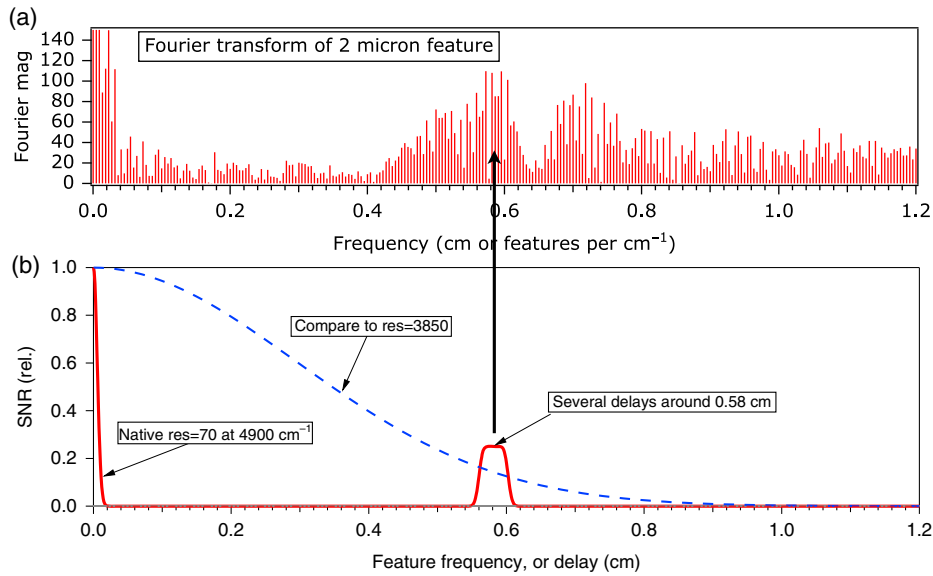 (a)
Fourier transform of 2 micron feature
Fourier mag
140
120
100
80
60
40
20
0
0.0 0.2 0.4 0.6 0.8 1.0 1.2
Frequency (cm or features per cm⁻¹)
(b)
SNR (rel.)
1.0
0.8
0.6
0.4
0.2
0.0
Compare to res=3850
Several delays around 0.58 cm
Native res=70 at 4900 cm⁻¹
0.0 0.2 0.4 0.6 0.8 1.0 1.2
Feature frequency, or delay (cm)